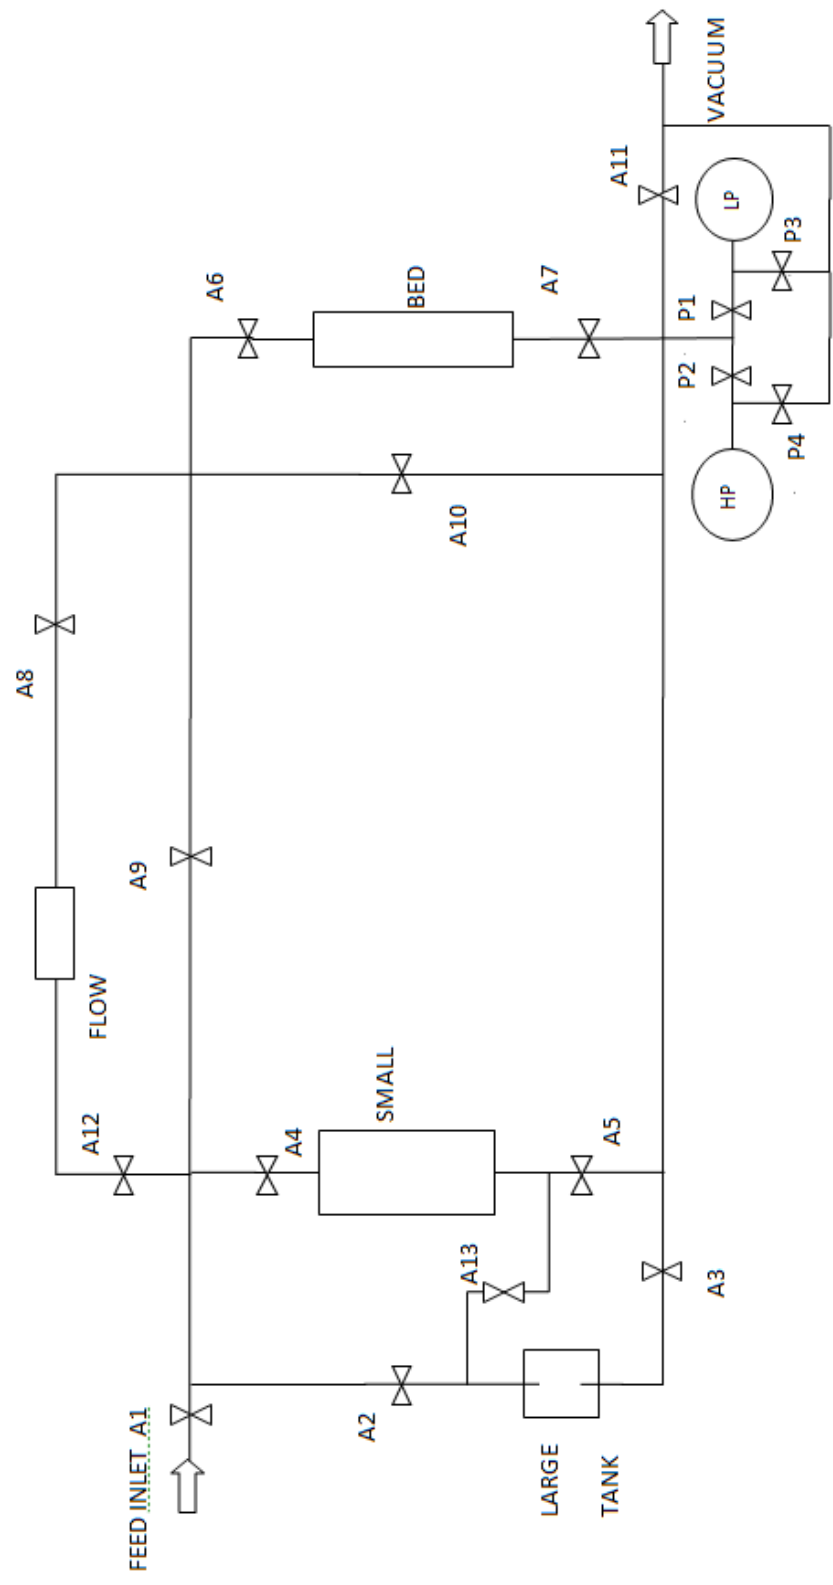 FEED INLET A1
A2
LARGE
TANK
A3
A13
A12
A4
SMALL
A5
FLOW
A9
A8
A10
A6
BED
A7
HP
P4
P2
P1
P3
LP
A11
VACUUM